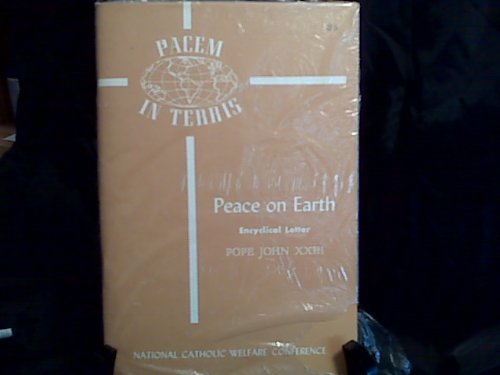 PACEM
IN TERRIS
Peace on Earth
Encyclical Letter
POPE JOHN XXIII
NATIONAL CATHOLIC WELFARE CONFERENCE